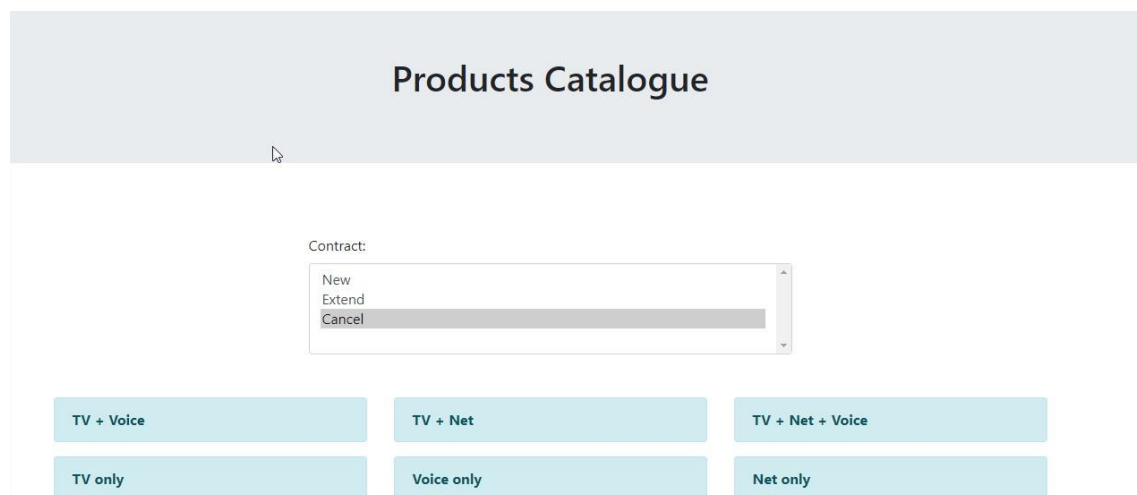 Products Catalogue
Contract:
New
Extend
Cancel
TV + Voice
TV + Net
TV + Net + Voice
TV only
Voice only
Net only